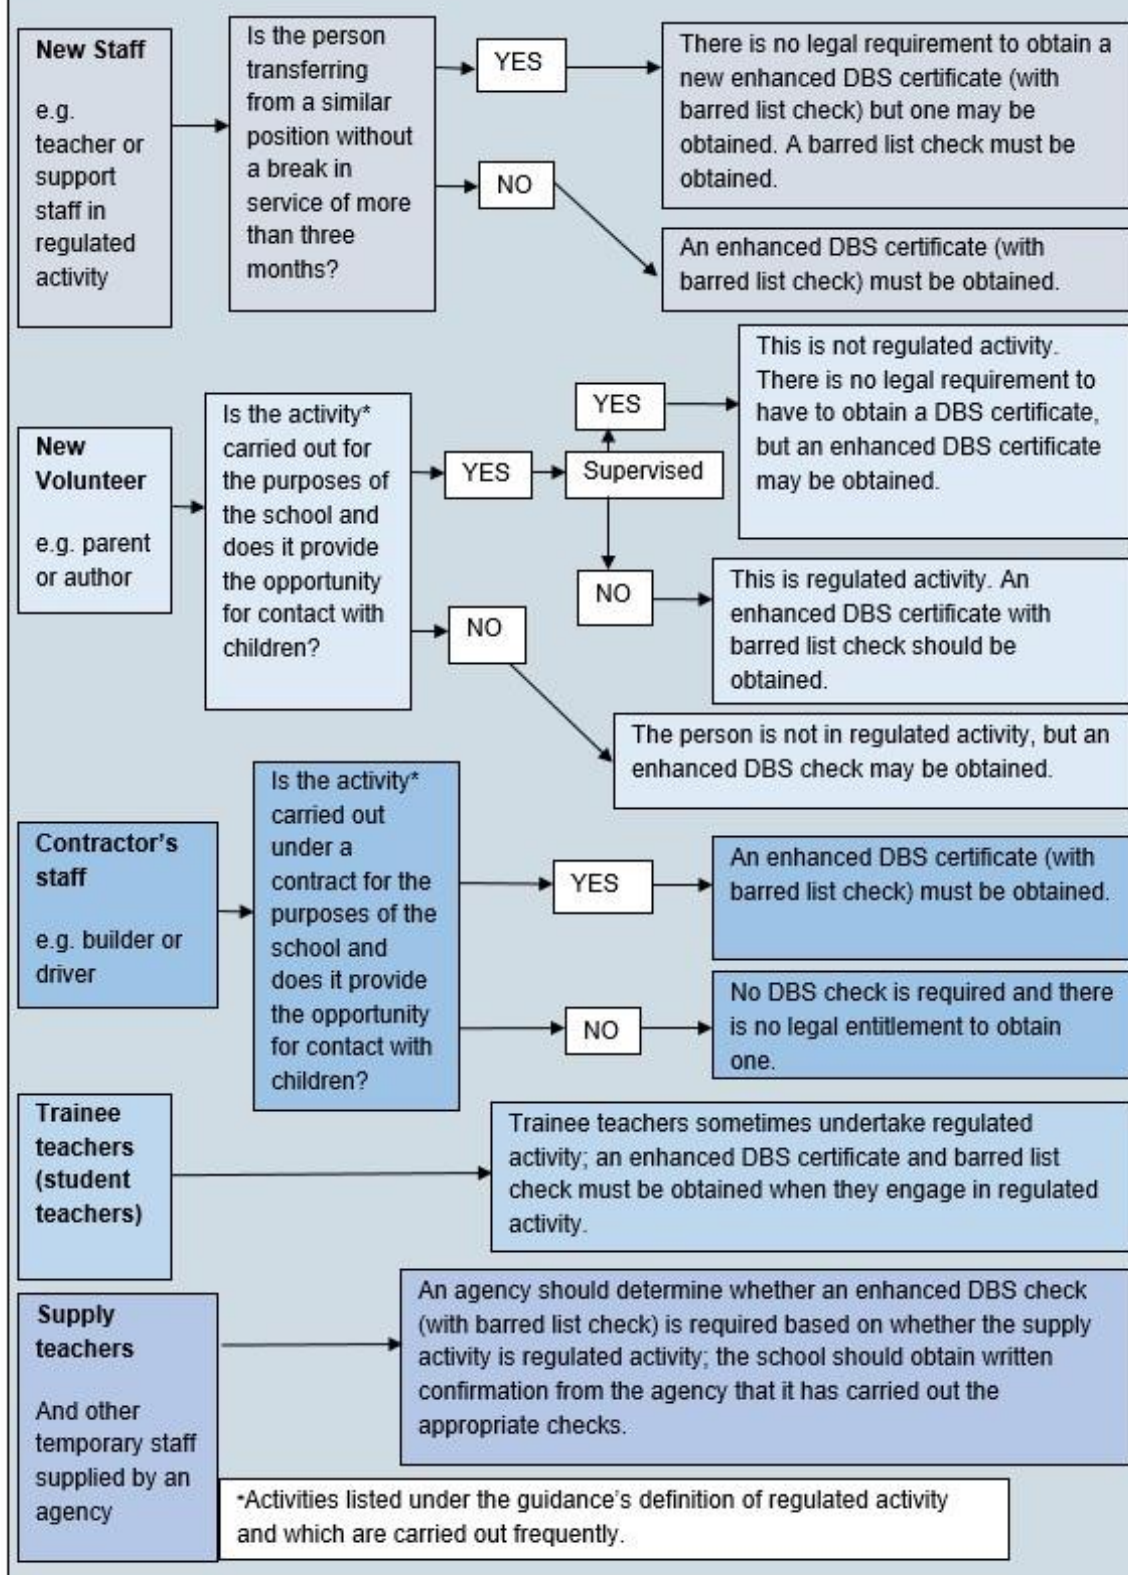 New Staff
e.g.
teacher or
support
staff in
regulated
activity
Is the person
transferring
from a similar
position without
a break in
service of more
than three
months?
YES
There is no legal requirement to obtain a
new enhanced DBS certificate (with
barred list check) but one may be
obtained. A barred list check must be
obtained.
NO
An enhanced DBS certificate (with
barred list check) must be obtained.
New
Volunteer
e.g. parent
or author
Is the activity*
carried out for
the purposes of
the school and
does it provide
the opportunity
for contact with
children?
YES
Supervised
YES
This is not regulated activity.
There is no legal requirement to
have to obtain a DBS certificate,
but an enhanced DBS certificate
may be obtained.
NO
This is regulated activity. An
enhanced DBS certificate with
barred list check should be
obtained.
NO
The person is not in regulated activity, but an
enhanced DBS check may be obtained.
Contractor's
staff
e.g. builder or
driver
Is the activity*
carried out
under a
contract for the
purposes of the
school and
does it provide
the opportunity
for contact with
children?
YES
An enhanced DBS certificate (with
barred list check) must be obtained.
NO
No DBS check is required and there
is no legal entitlement to obtain
one.
Trainee
teachers
(student
teachers)
Trainee teachers sometimes undertake regulated
activity; an enhanced DBS certificate and barred list
check must be obtained when they engage in regulated
activity.
Supply
teachers
And other
temporary staff
supplied by an
agency
An agency should determine whether an enhanced DBS check
(with barred list check) is required based on whether the supply
activity is regulated activity; the school should obtain written
confirmation from the agency that it has carried out the
appropriate checks.
*Activities listed under the guidance's definition of regulated activity
and which are carried out frequently.